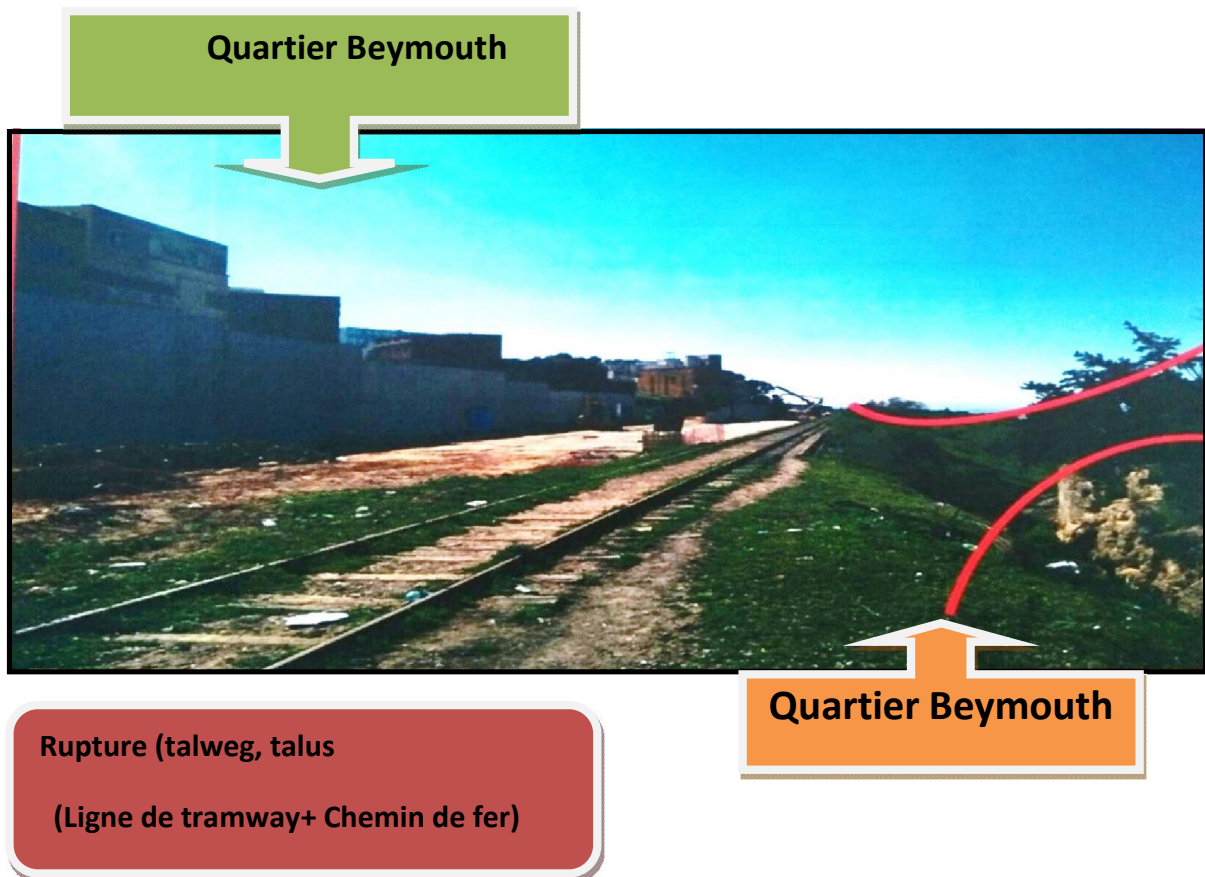 Quartier Beymouth
Quartier Beymouth
Rupture (talweg, talus
(Ligne de tramway+ Chemin de fer)